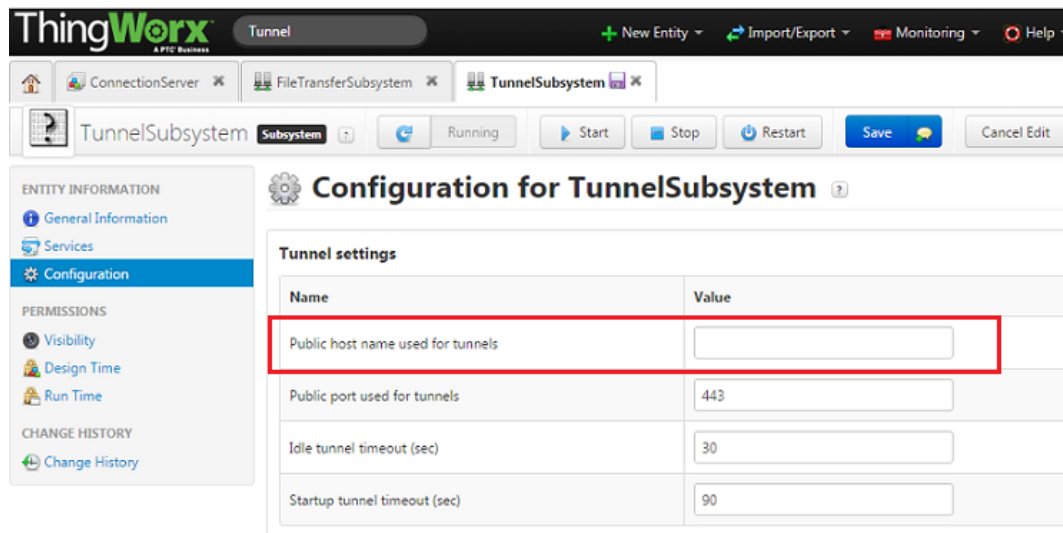 ThingWorx Tunnel New Entity Import/Export Monitoring Help
A PTC Business
ConnectionServer FileTransferSubsystem TunnelSubsystem
TunnelSubsystem Subsystem ? Running Start Stop Restart Save Cancel Edit
ENTITY INFORMATION
General Information
Services
Configuration
PERMISSIONS
Visibility
Design Time
Run Time
CHANGE HISTORY
Change History
Configuration for TunnelSubsystem ?
Tunnel settings
Name Value
Public host name used for tunnels
Public port used for tunnels 443
Idle tunnel timeout (sec) 30
Startup tunnel timeout (sec) 90